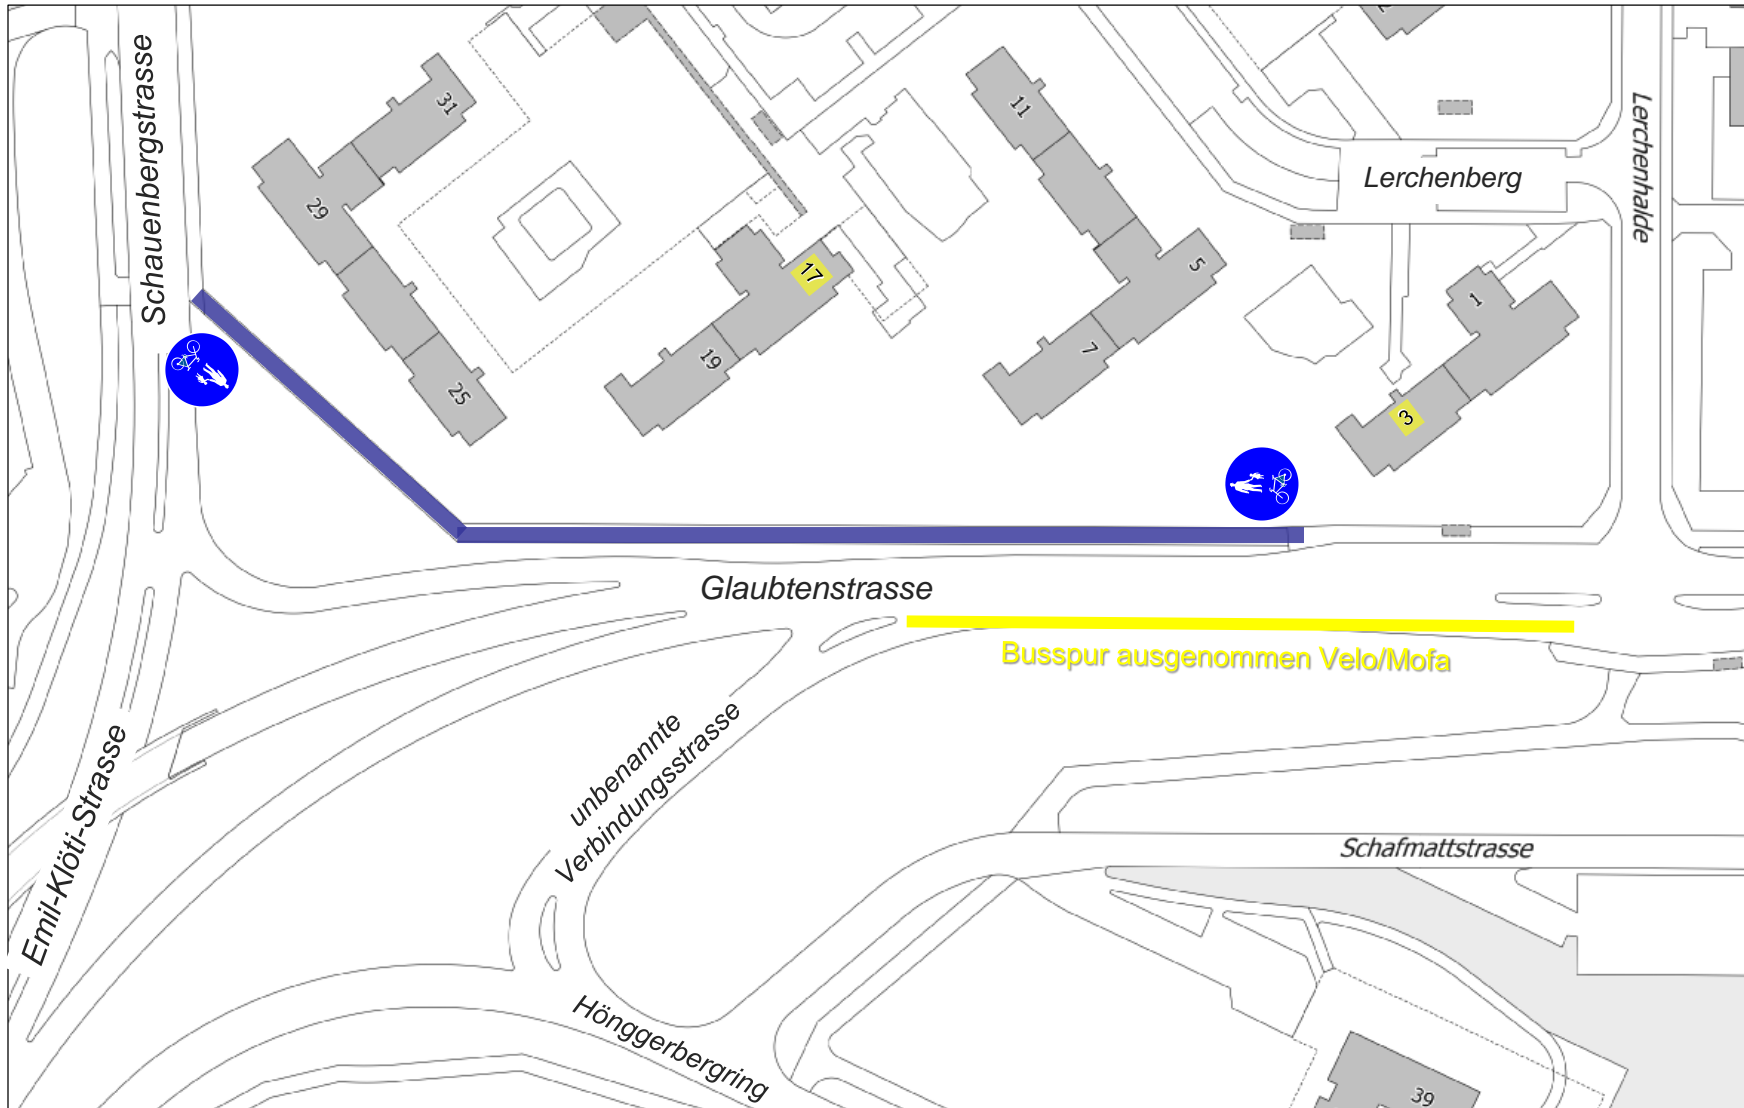 Schauenbergstrasse
31
29
25
17
19
11
5
7
Lerchenberg
Lerchenhalde
1
3
Glaubtenstrasse
Busspur ausgenommen Velo/Mofa
unbenannte
Verbindungsstrasse
Emil-Klöti-Strasse
Schafmattstrasse
Hönggerbergring
39